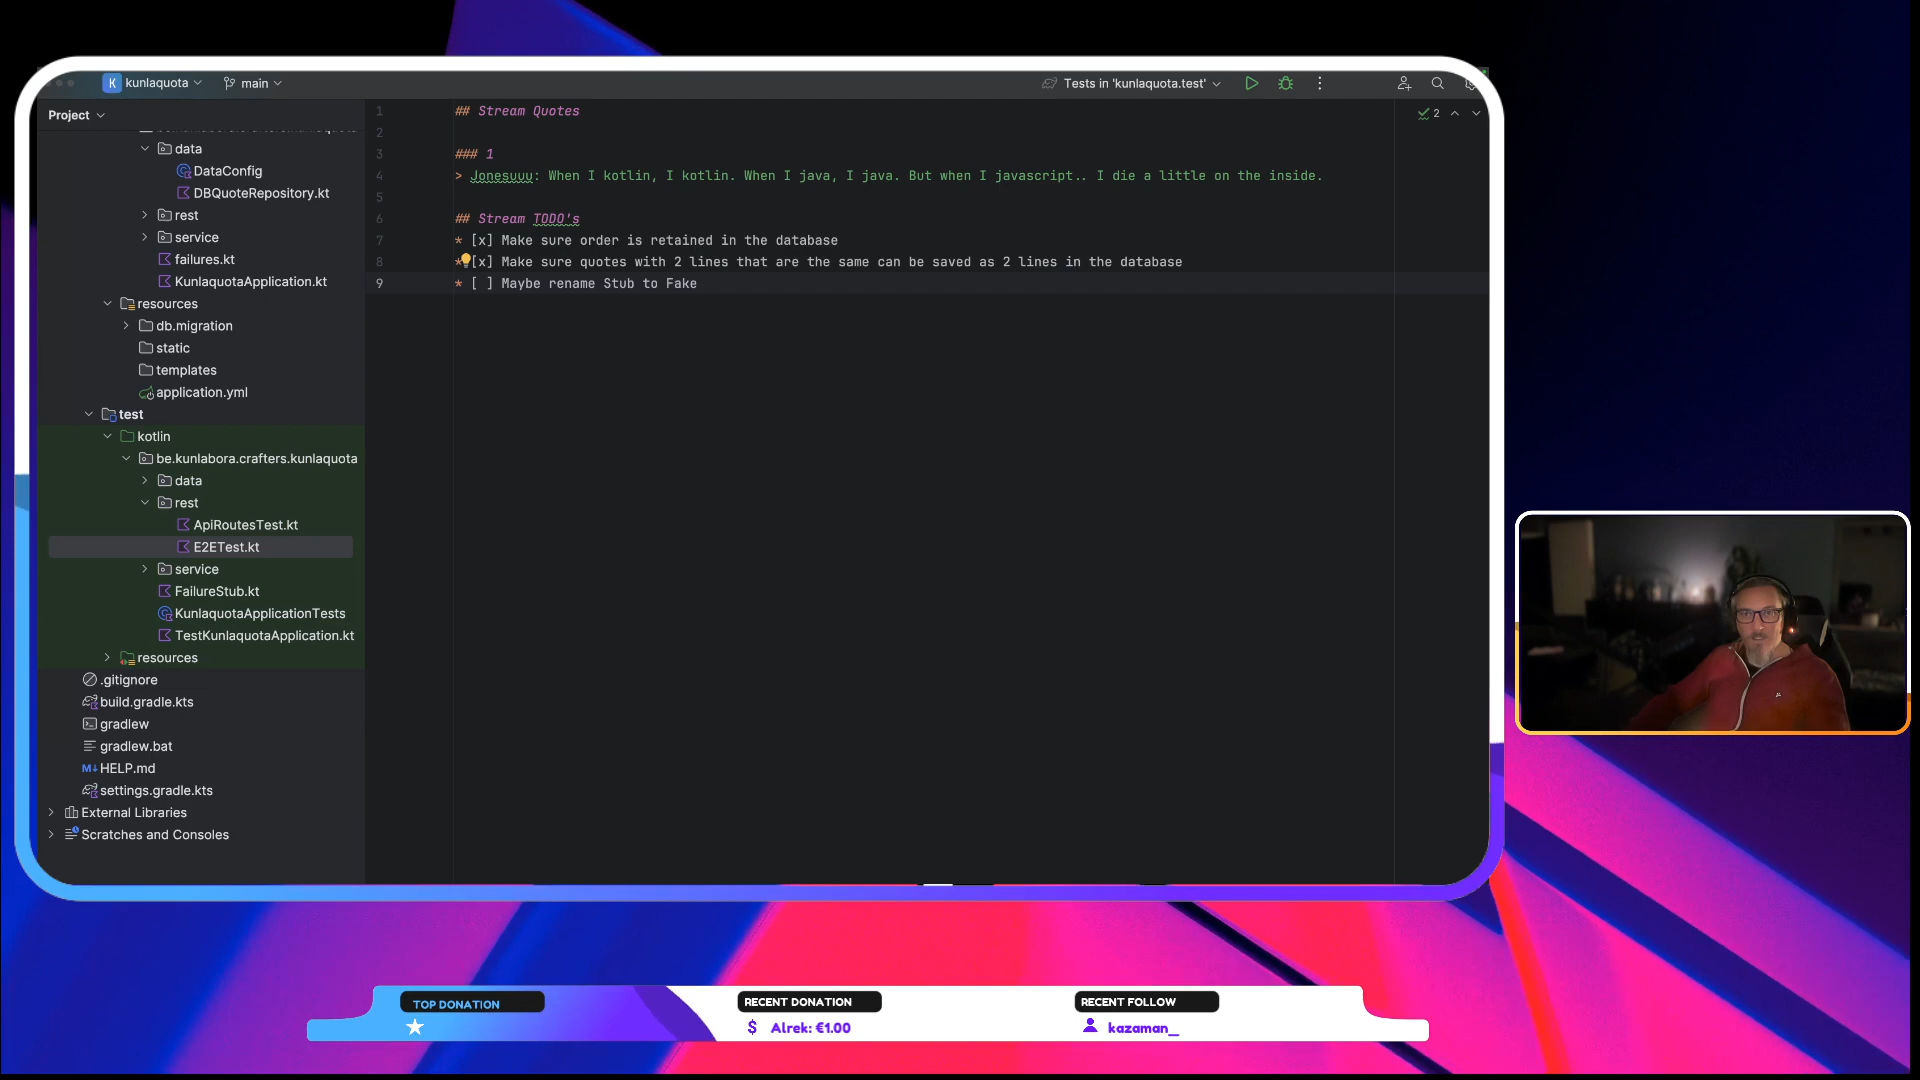 K kunlaquota
main
Tests in 'kunlaquota.test'
Project
data
DataConfig
DBQuoteRepository.kt
rest
service
failures.kt
KunlaquotaApplication.kt
resources
db.migration
static
templates
application.yml
test
kotlin
be.kunlabora.crafters.kunlaquota
data
rest
ApiRoutesTest.kt
E2ETest.kt
service
FailureStub.kt
KunlaquotaApplicationTests
TestKunlaquotaApplication.kt
resources
.gitignore
build.gradle.kts
gradlew
gradlew.bat
M↓ HELP.md
settings.gradle.kts
External Libraries
Scratches and Consoles
1 ## Stream Quotes
2
3 ### 1
4 > Jonesuuu: When I kotlin, I kotlin. When I java, I java. But when I javascript.. I die a little on the inside.
5
6 ## Stream TODO's
7 * [x] Make sure order is retained in the database
8 * [x] Make sure quotes with 2 lines that are the same can be saved as 2 lines in the database
9 * [ ] Maybe rename Stub to Fake
2
TOP DONATION
RECENT DONATION
$ Alrek: €1.00
RECENT FOLLOW
kazaman_